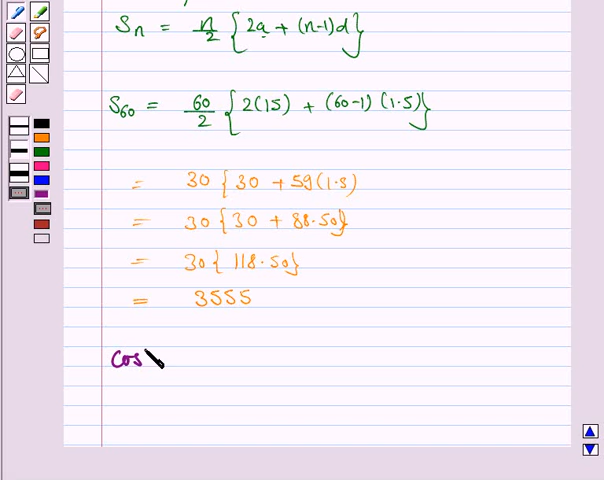 Sn = n/2 {2a + (n-1)d}
S60 = 60/2 {2(15) + (60-1) (1.5)}
= 30 {30 + 59(1.5)
= 30 {30 + 88.50}
= 30 {118.50}
= 3555
Cos